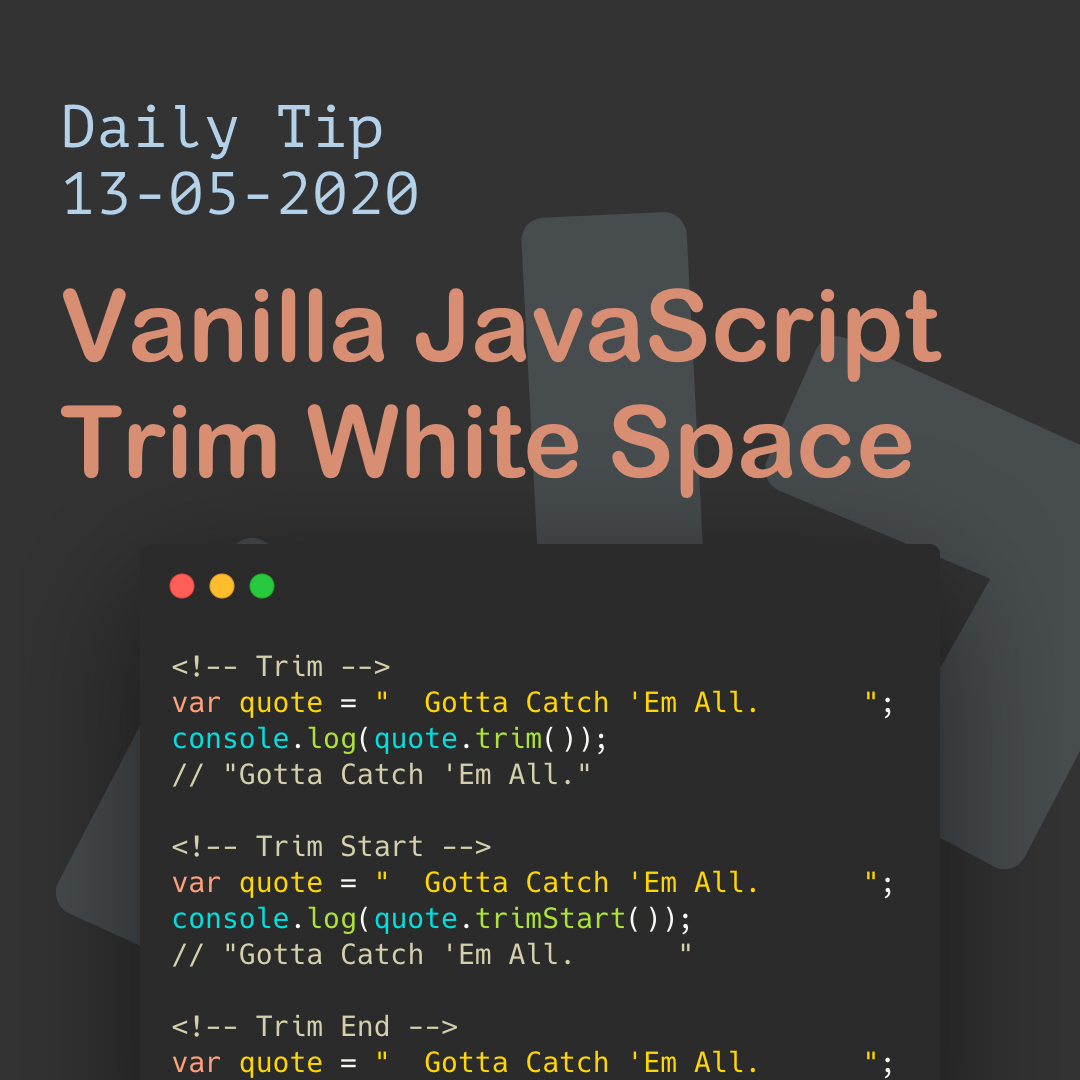 Daily Tip
13-05-2020
Vanilla JavaScript
Trim White Space
<!-- Trim -->
var quote = "  Gotta Catch 'Em All.      ";
console.log(quote.trim());
// "Gotta Catch 'Em All."
<!-- Trim Start -->
var quote = "  Gotta Catch 'Em All.      ";
console.log(quote.trimStart());
// "Gotta Catch 'Em All.      "
<!-- Trim End -->
var quote = "  Gotta Catch 'Em All.      ";